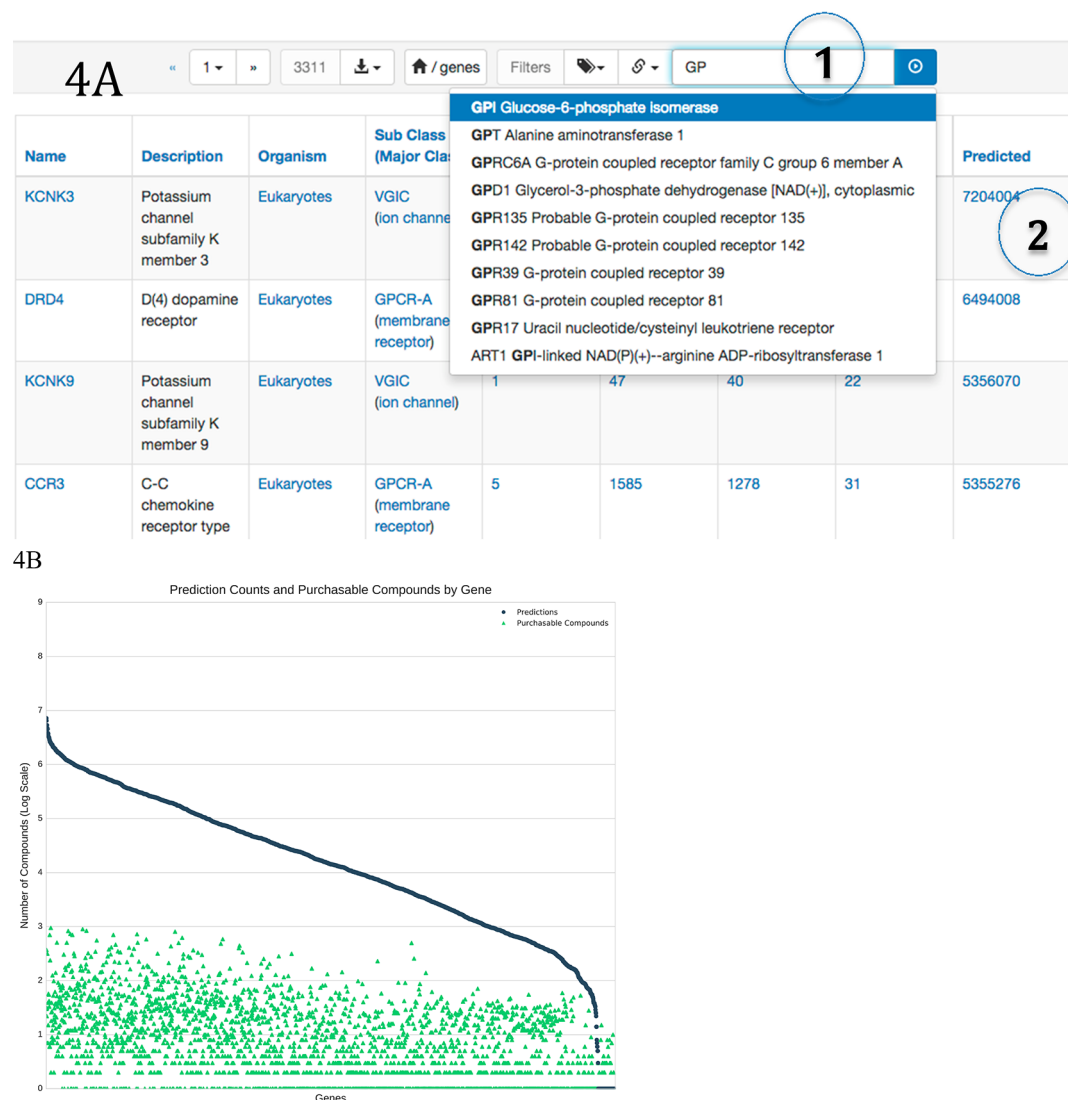 4A
« 1 » 3311 / genes Filters GP
1
GPI Glucose-6-phosphate isomerase
GPT Alanine aminotransferase 1
GPRC6A G-protein coupled receptor family C group 6 member A
GPD1 Glycerol-3-phosphate dehydrogenase [NAD(+)], cytoplasmic
GPR135 Probable G-protein coupled receptor 135
GPR142 Probable G-protein coupled receptor 142
GPR39 G-protein coupled receptor 39
GPR81 G-protein coupled receptor 81
GPR17 Uracil nucleotide/cysteinyl leukotriene receptor
ART1 GPI-linked NAD(P)(+)--arginine ADP-ribosyltransferase 1
Name Description Organism Sub Class Predicted
(Major Clas
KCNK3 Potassium Eukaryotes VGIC 7204004
channel (ion channe
subfamily K
member 3
2
DRD4 D(4) dopamine Eukaryotes GPCR-A 6494008
receptor (membrane
receptor)
KCNK9 Potassium Eukaryotes VGIC 1 47 40 22 5356070
channel (ion channel)
subfamily K
member 9
CCR3 C-C Eukaryotes GPCR-A 5 1585 1278 31 5355276
chemokine (membrane
receptor type receptor)
4B
Prediction Counts and Purchasable Compounds by Gene
Predictions
Purchasable Compounds
Number of Compounds (Log Scale)
9
8
7
6
5
4
3
2
1
0
Genes